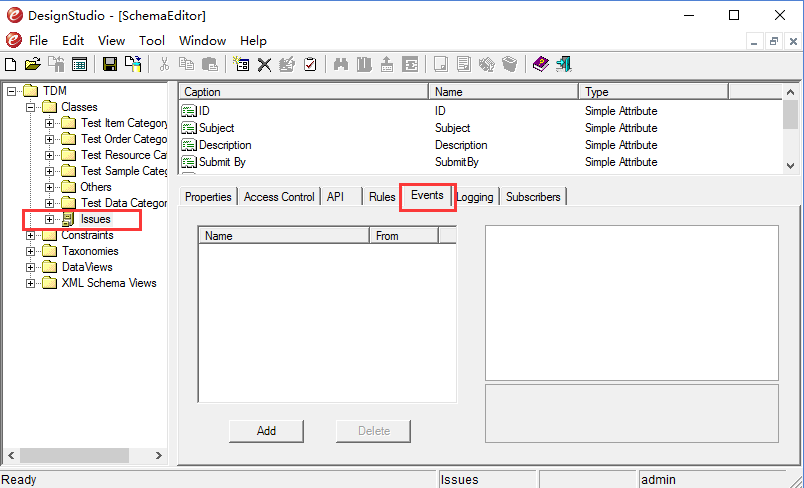 DesignStudio - [SchemaEditor]
File Edit View Tool Window Help
TDM
Classes
Test Item Category
Test Order Catego
Test Resource Cat
Test Sample Categ
Others
Test Data Categor
Issues
Constraints
Taxonomies
DataViews
XML Schema Views
Caption Name Type
ID ID Simple Attribute
Subject Subject Simple Attribute
Description Description Simple Attribute
Submit By SubmitBy Simple Attribute
Properties Access Control API Rules Events Logging Subscribers
Name From
Add Delete
Ready Issues admin